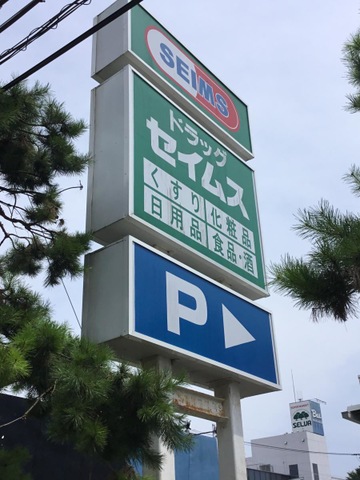 SEIMS
ドラッグ
セイムス
くすり 化粧品
日用品 食品・酒
P
SELVA